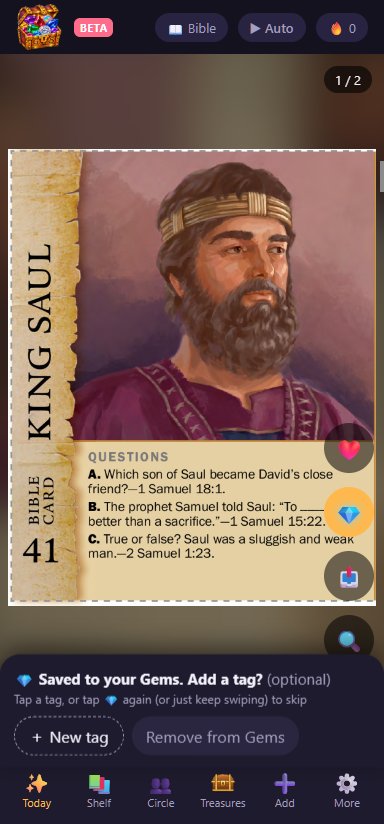 BETA
📖 Bible
▶ Auto
🔥 0
1 / 2
KING SAUL
BIBLE
CARD
41
QUESTIONS
A. Which son of Saul became David’s close
friend?—1 Samuel 18:1.
B. The prophet Samuel told Saul: “To ____
better than a sacrifice.”—1 Samuel 15:22.
C. True or false? Saul was a sluggish and weak
man.—2 Samuel 1:23.
💎 Saved to your Gems. Add a tag? (optional)
Tap a tag, or tap 💎 again (or just keep swiping) to skip
+ New tag
Remove from Gems
Today
Shelf
Circle
Treasures
Add
More